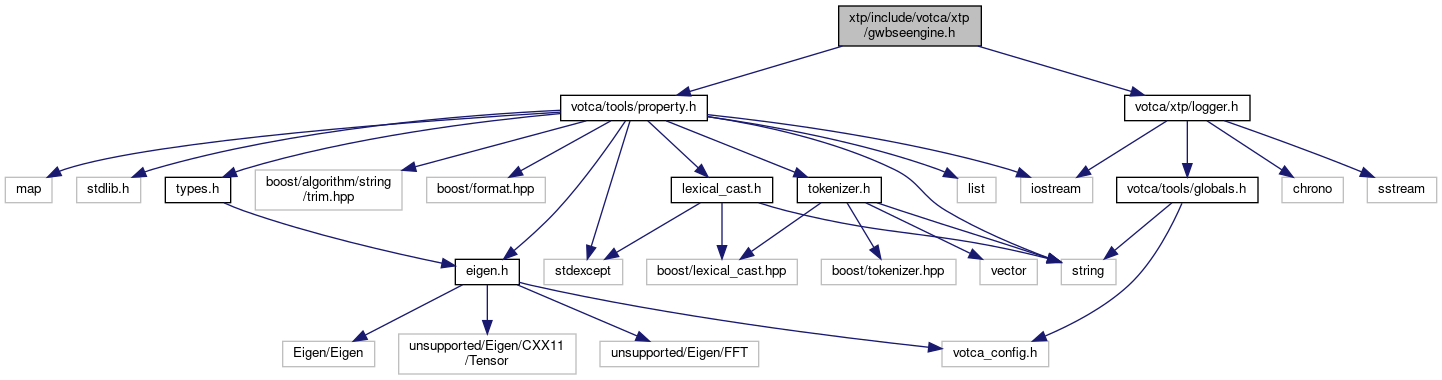 xtp/include/votca/xtp
/gwbseengine.h
votca/tools/property.h
votca/xtp/logger.h
map
stdlib.h
types.h
boost/algorithm/string
/trim.hpp
boost/format.hpp
lexical_cast.h
tokenizer.h
list
iostream
votca/tools/globals.h
chrono
sstream
eigen.h
stdexcept
boost/lexical_cast.hpp
boost/tokenizer.hpp
vector
string
Eigen/Eigen
unsupported/Eigen/CXX11
/Tensor
unsupported/Eigen/FFT
votca_config.h